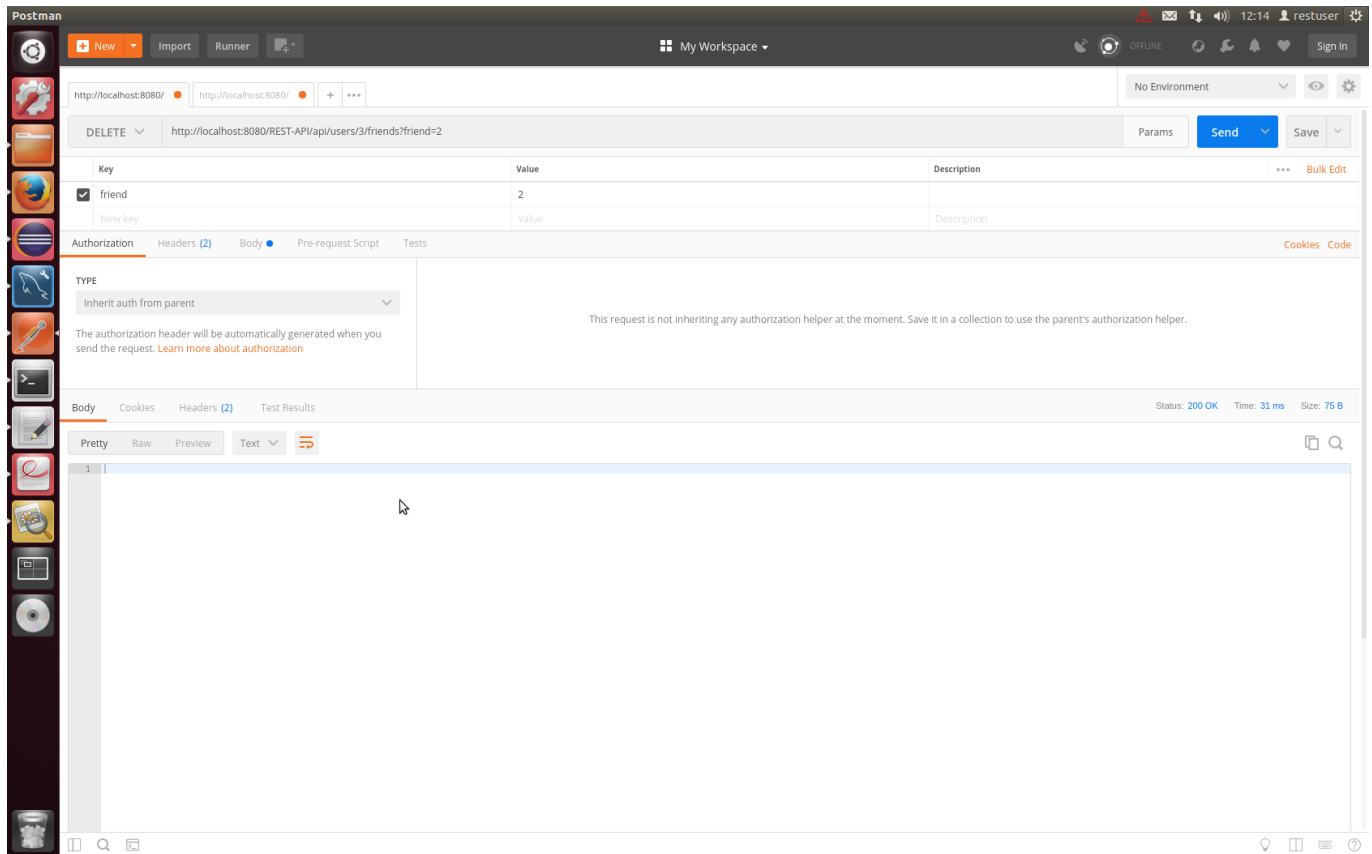 Postman 12:14 restuser
New Import Runner My Workspace OFFLINE Sign In
http://localhost:8080/ http://localhost:8080/ + No Environment
DELETE http://localhost:8080/REST-API/api/users/3/friends?friend=2 Params Send Save
Key Value Description Bulk Edit
friend 2
New key Value Description
Authorization Headers (2) Body Pre-request Script Tests Cookies Code
TYPE
Inherit auth from parent
The authorization header will be automatically generated when you
send the request. Learn more about authorization
This request is not inheriting any authorization helper at the moment. Save it in a collection to use the parent's authorization helper.
Body Cookies Headers (2) Test Results Status: 200 OK Time: 31 ms Size: 75 B
Pretty Raw Preview Text
1